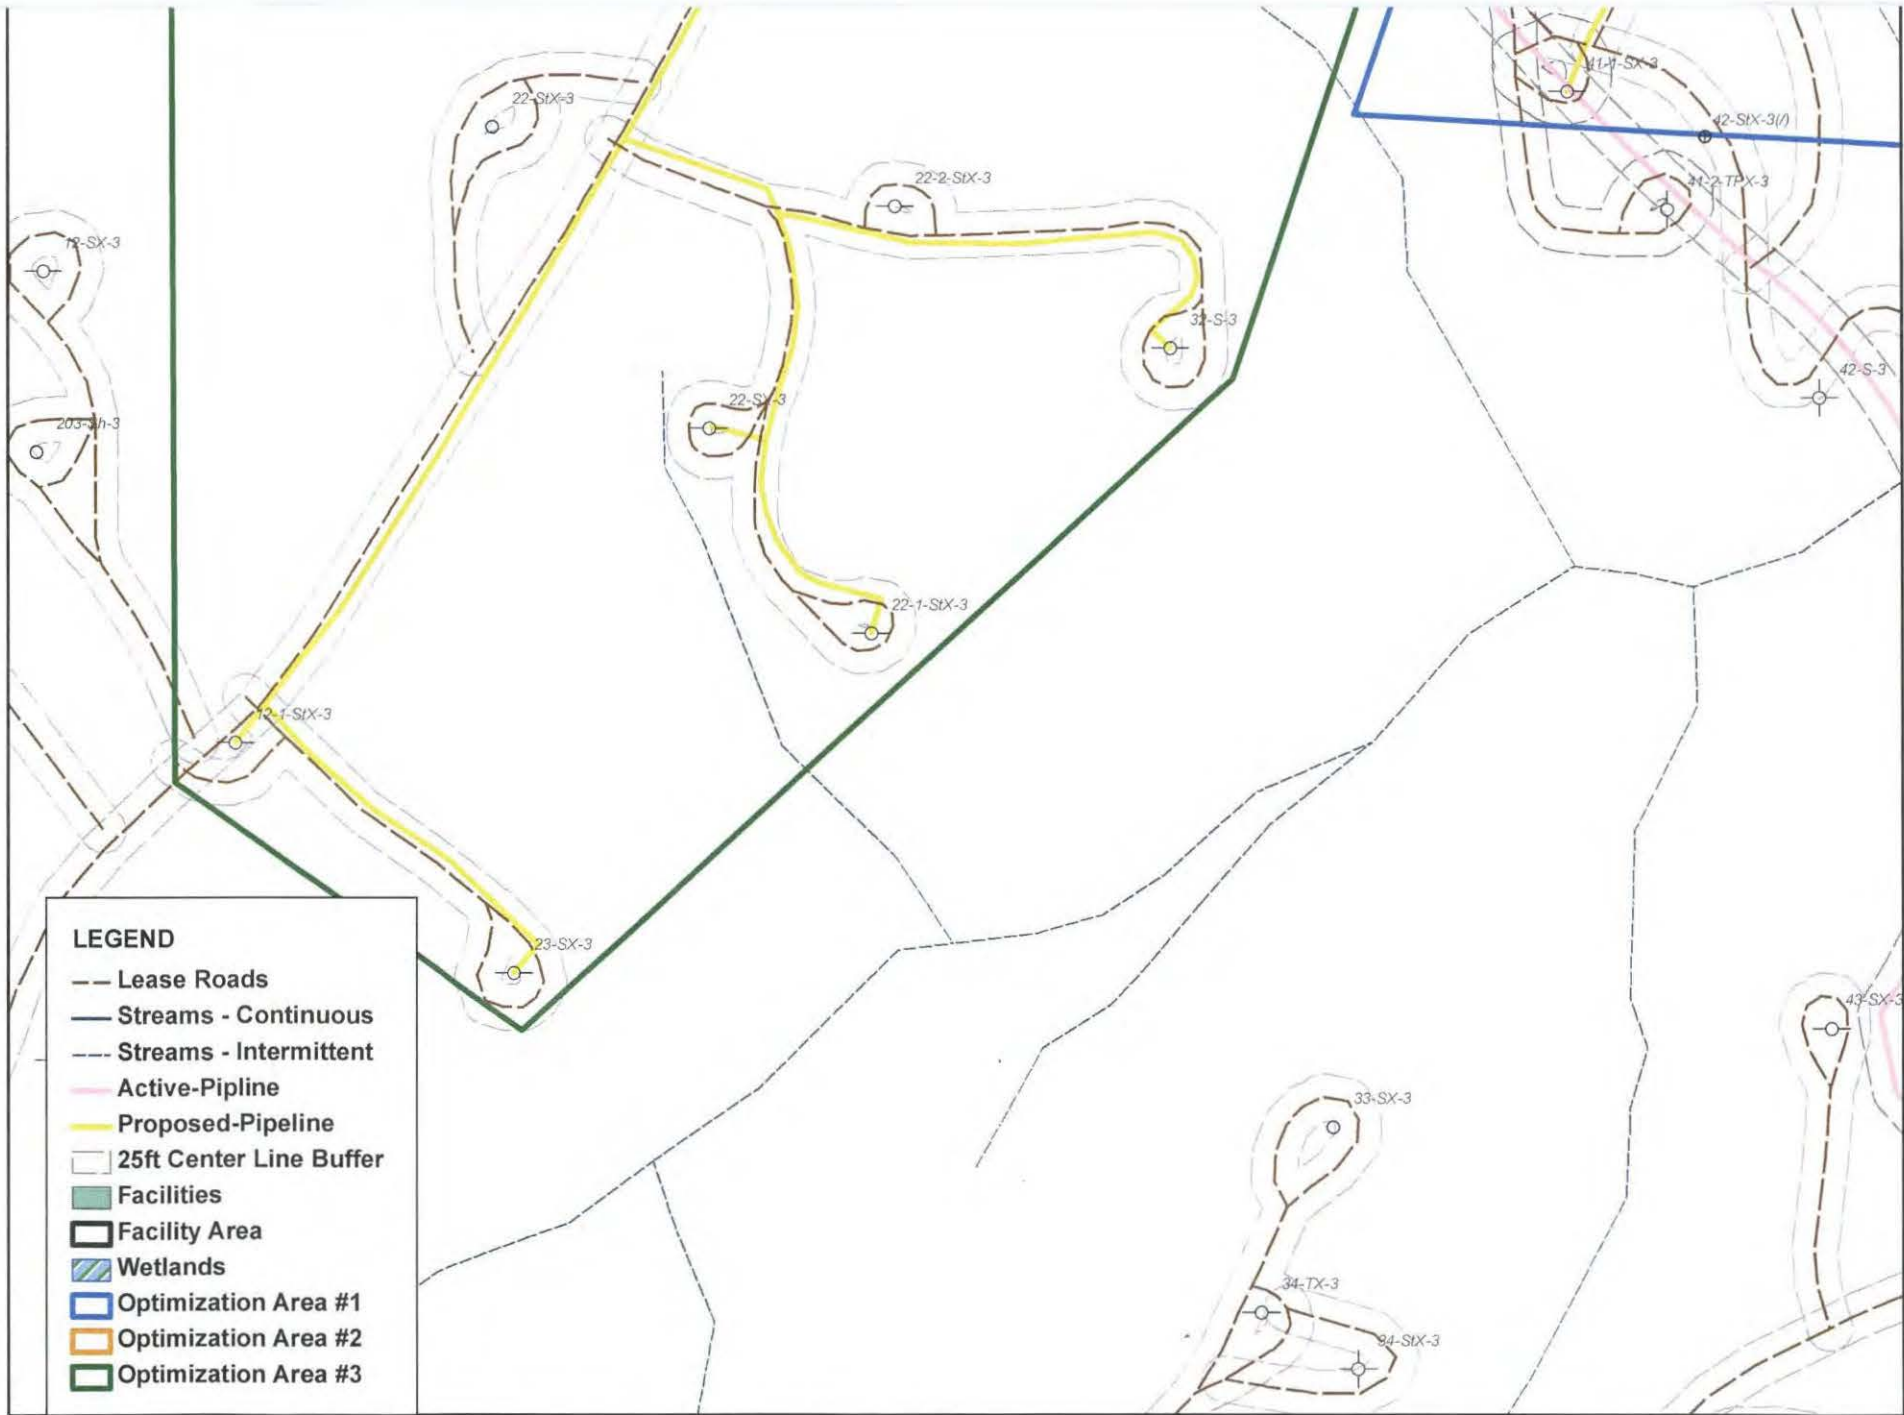 41-1-SX-3
22-StX-3
42-StX-3(/)
22-2-StX-3
41-2-TPX-3
12-SX-3
32-S-3
42-S-3
22-SX-3
203-Sh-3
22-1-StX-3
12-1-StX-3
23-SX-3
43-SX-3
33-SX-3
34-TX-3
94-StX-3
LEGEND
Lease Roads
Streams - Continuous
Streams - Intermittent
Active-Pipline
Proposed-Pipeline
25ft Center Line Buffer
Facilities
Facility Area
Wetlands
Optimization Area #1
Optimization Area #2
Optimization Area #3